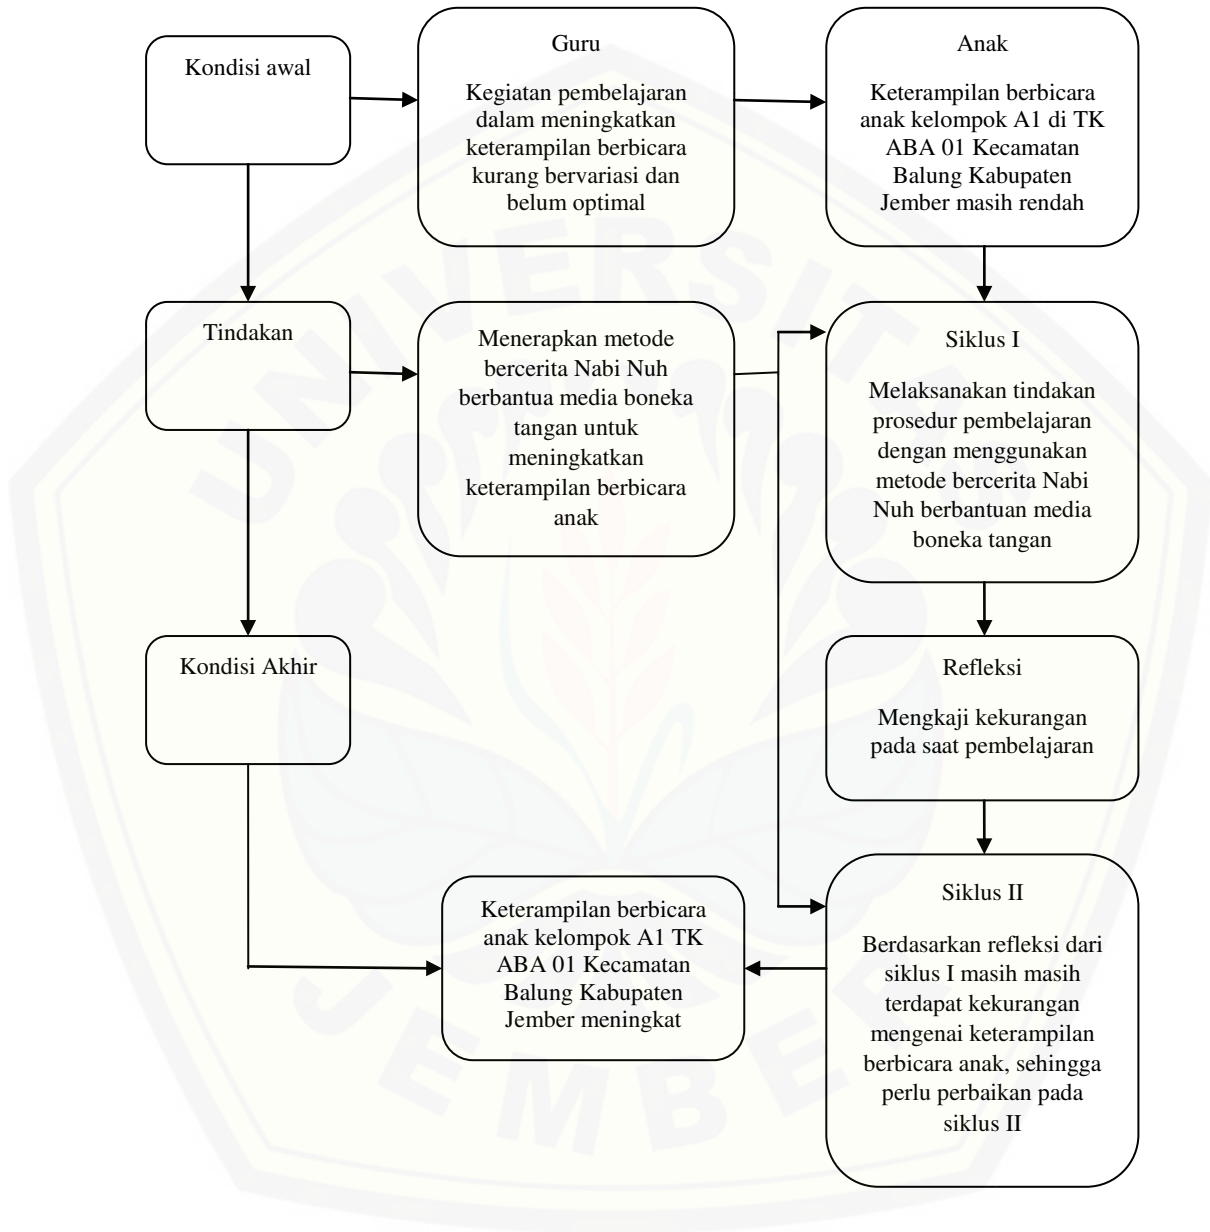 Kondisi awal
Guru
Kegiatan pembelajaran
dalam meningkatkan
keterampilan berbicara
kurang bervariasi dan
belum optimal
Anak
Keterampilan berbicara
anak kelompok A1 di TK
ABA 01 Kecamatan
Balung Kabupaten
Jember masih rendah
Tindakan
Menerapkan metode
bercerita Nabi Nuh
berbantua media boneka
tangan untuk
meningkatkan
keterampilan berbicara
anak
Siklus I
Melaksanakan tindakan
prosedur pembelajaran
dengan menggunakan
metode bercerita Nabi
Nuh berbantuan media
boneka tangan
Kondisi Akhir
Refleksi
Mengkaji kekurangan
pada saat pembelajaran
Keterampilan berbicara
anak kelompok A1 TK
ABA 01 Kecamatan
Balung Kabupaten
Jember meningkat
Siklus II
Berdasarkan refleksi dari
siklus I masih masih
terdapat kekurangan
mengenai keterampilan
berbicara anak, sehingga
perlu perbaikan pada
siklus II
UNIVERSITAS
JEMBER